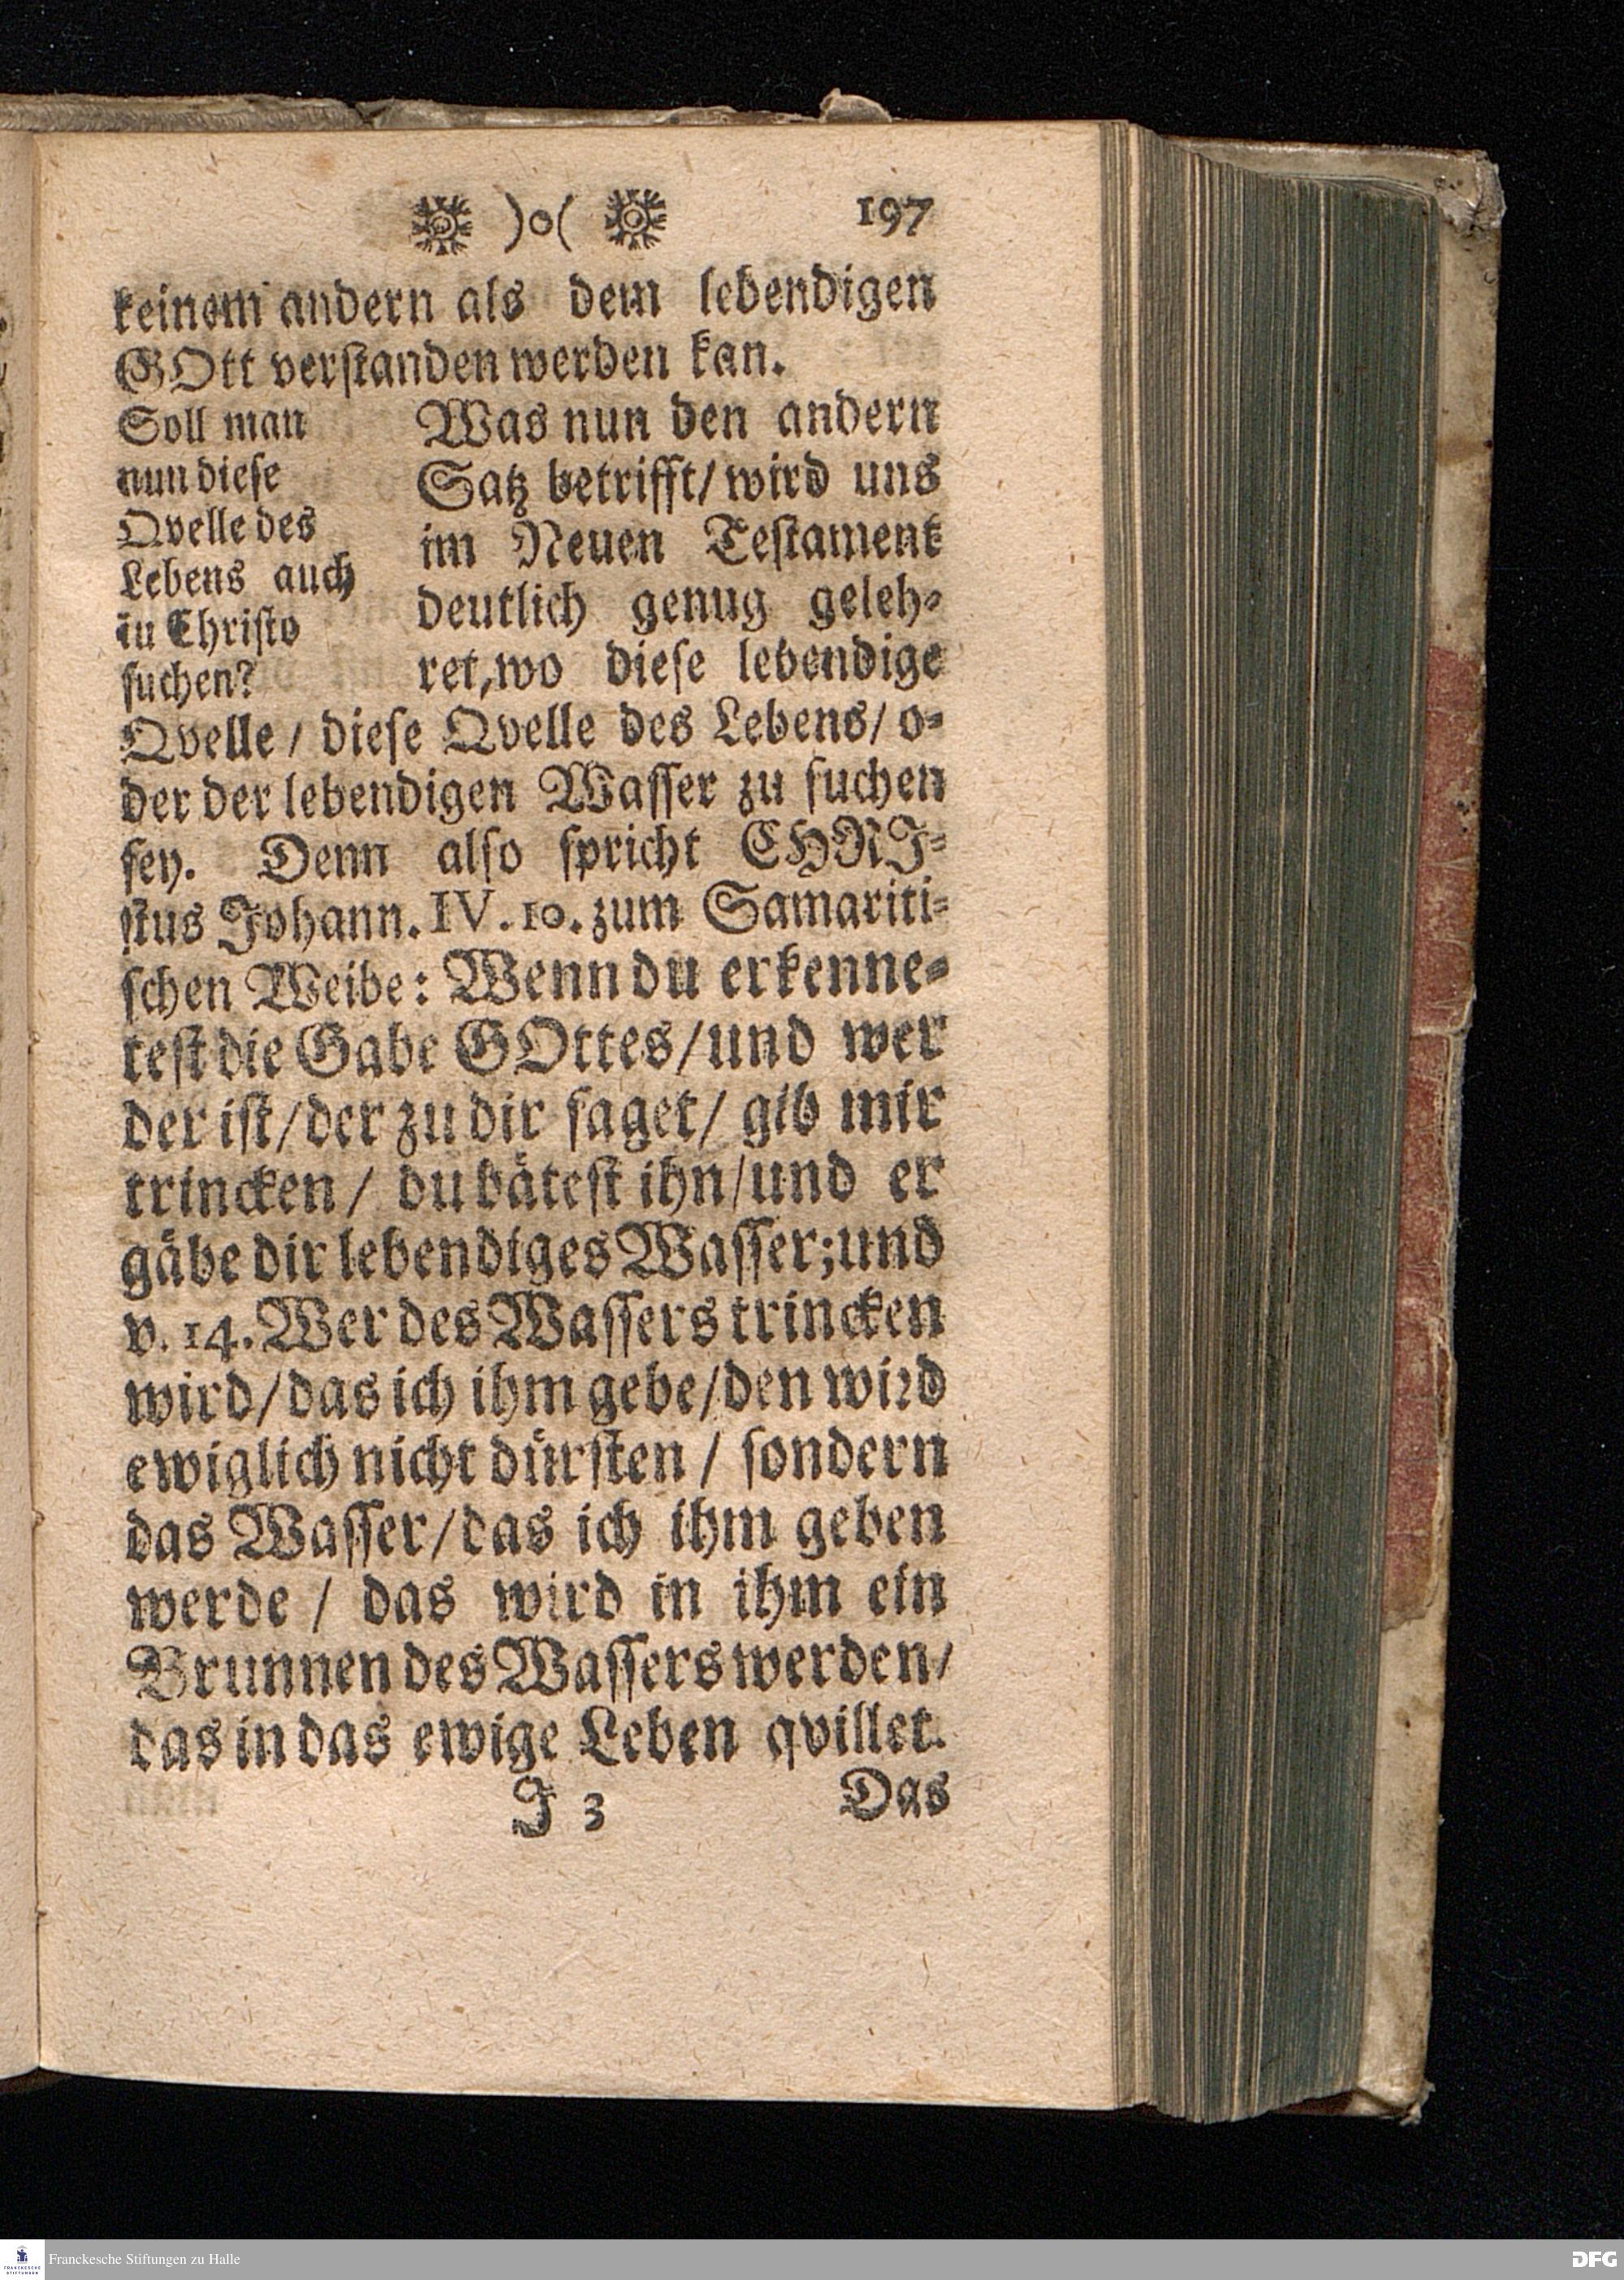 )o( 197
keinem andern als dem lebendigen
GOtt verstanden werden kan.
Soll man
nun diese
Qvelle des
Lebens auch
in Christo
suchen?
Was nun den andern
Satz betrifft/ wird uns
im Neuen Testament
deutlich genug geleh-
ret, wo diese lebendige
Qvelle / diese Qvelle des Lebens/ o-
der der lebendigen Wasser zu suchen
sey. Denn also spricht CHRI-
stus Johann. IV. 10. zum Samariti-
schen Weibe: Wenn du erkenne-
test die Gabe GOttes/und wer
der ist/der zu dir saget/ gib mir
trincken/ du bätest ihn/und er
gäbe dir lebendiges Wasser; und
v. 14. Wer des Wassers trincken
wird/das ich ihm gebe/den wird
ewiglich nicht dürsten / sondern
das Wasser/das ich ihm geben
werde / das wird in ihm ein
Brunnen des Wassers werden/
das in das ewige Leben qvillet.
J 3 Das
Franckesche Stiftungen zu Halle
DFG